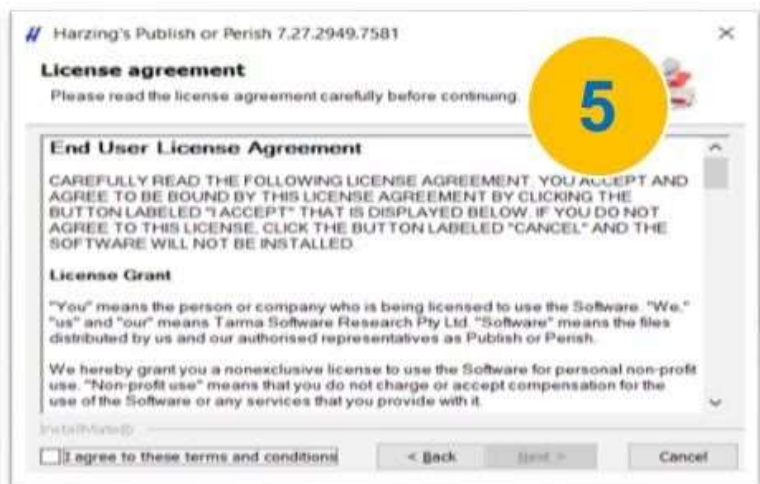 Harzing's Publish or Perish 7.27.2949.7581
License agreement
Please read the license agreement carefully before continuing.
5
End User License Agreement
CAREFULLY READ THE FOLLOWING LICENSE AGREEMENT. YOU ACCEPT AND
AGREE TO BE BOUND BY THIS LICENSE AGREEMENT BY CLICKING THE
BUTTON LABELED "I ACCEPT" THAT IS DISPLAYED BELOW. IF YOU DO NOT
AGREE TO THIS LICENSE, CLICK THE BUTTON LABELED "CANCEL" AND THE
SOFTWARE WILL NOT BE INSTALLED.
License Grant
"You" means the person or company who is being licensed to use the Software. "We,"
"us" and "our" means Tarma Software Research Pty Ltd. "Software" means the files
distributed by us and our authorised representatives as Publish or Perish.
We hereby grant you a nonexclusive license to use the Software for personal non-profit
use. "Non-profit use" means that you do not charge or accept compensation for the
use of the Software or any services that you provide with it.
InstallMate®
I agree to these terms and conditions
< Back
Next >
Cancel